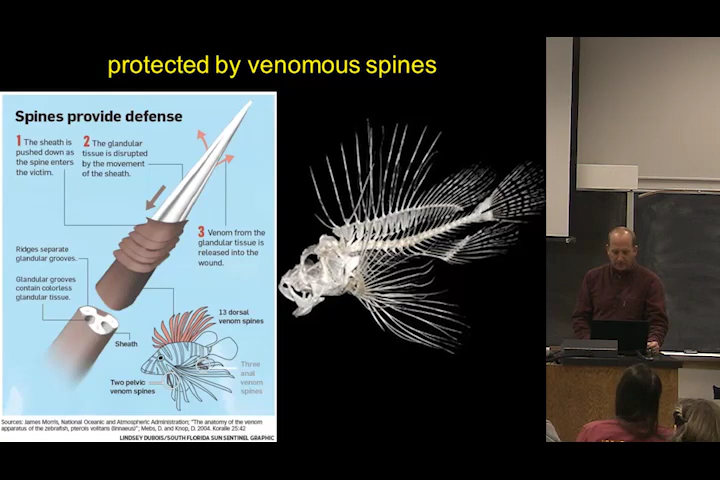 protected by venomous spines
Spines provide defense
1 The sheath is
pushed down as
the spine enters
the victim.
2 The glandular
tissue is disrupted
by the movement
of the sheath.
3 Venom from the
glandular tissue is
released into the
wound.
Ridges separate
glandular grooves.
Glandular grooves
contain colorless
glandular tissue.
Sheath
13 dorsal
venom spines
Three
anal
venom
spines
Two pelvic
venom spines
Sources: James Morris, National Oceanic and Atmospheric Administration; "The anatomy of the venom
apparatus of the zebrafish, pterois volitans (linnaeus)"; Mebs, D. and Knop, D. 2004. Koralle 25:42
LINDSEY DUBOIS/SOUTH FLORIDA SUN SENTINEL GRAPHIC